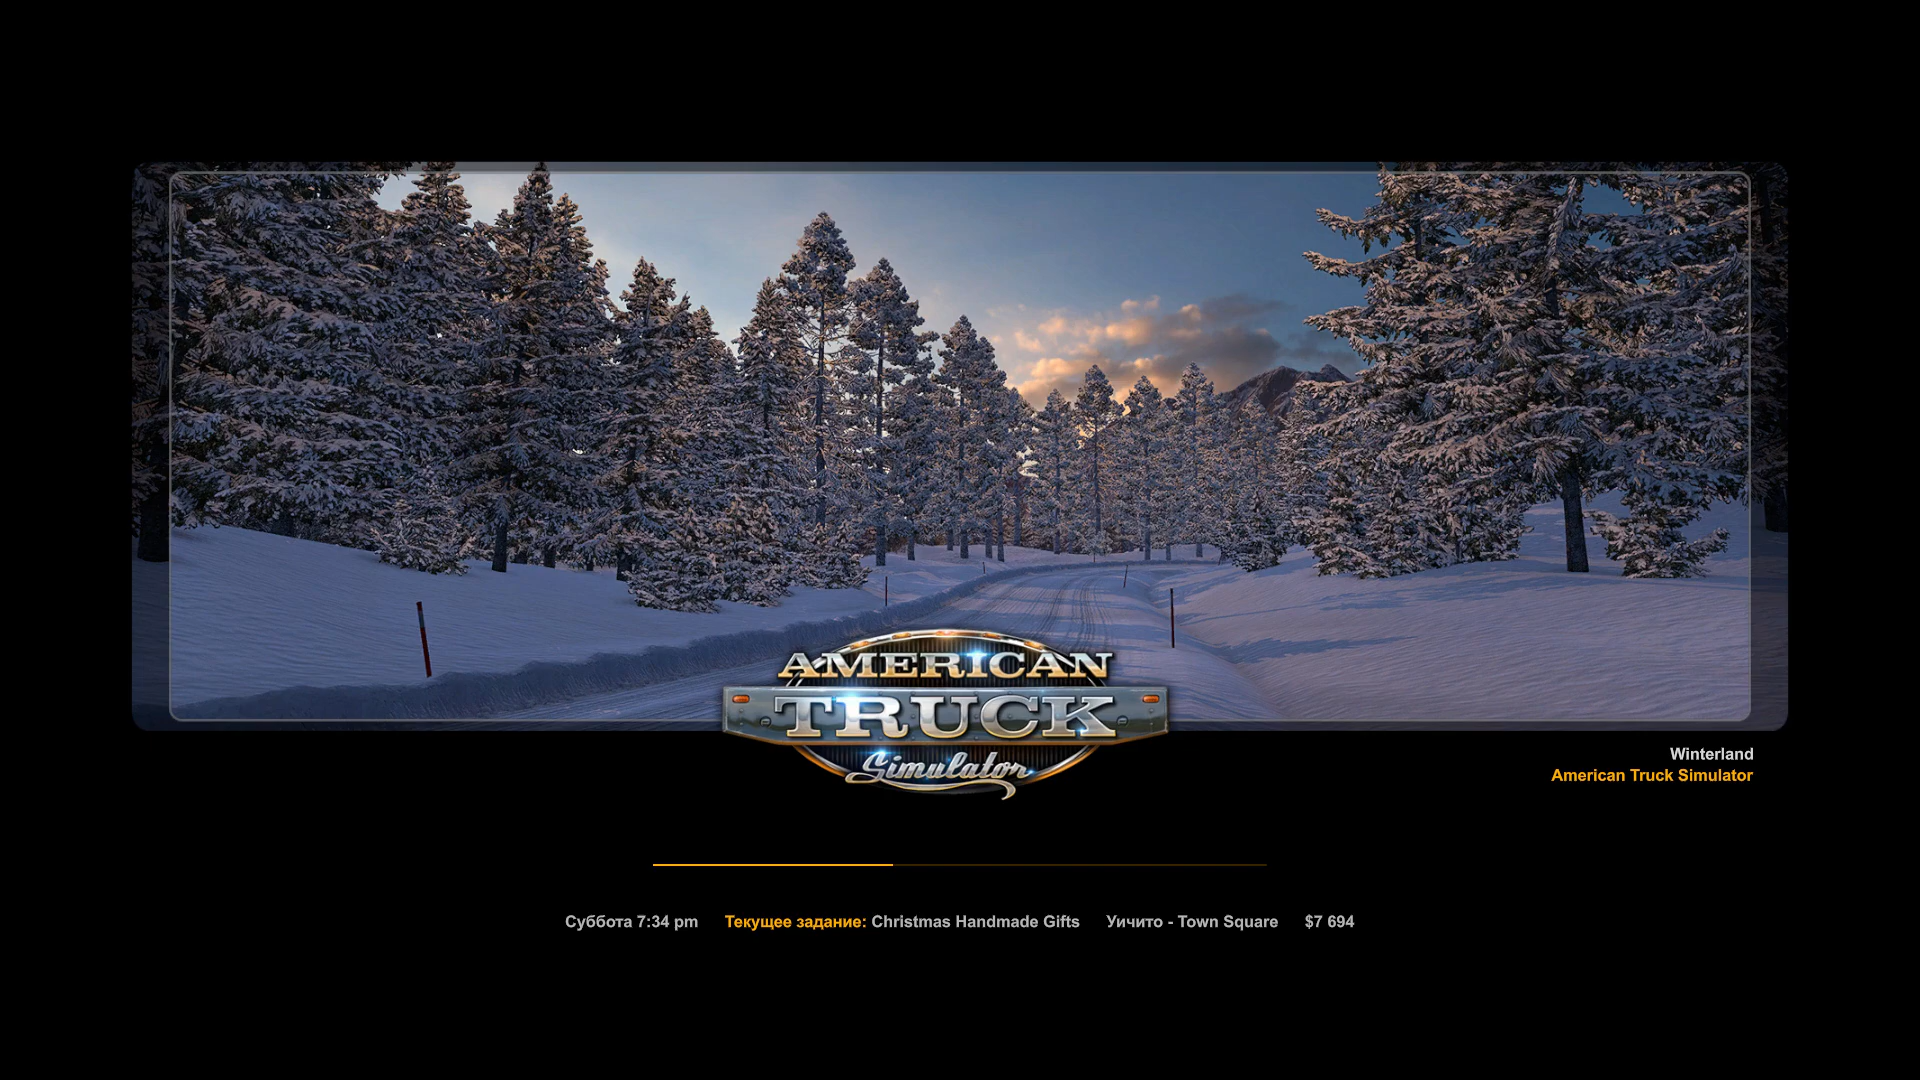 AMERICAN
TRUCK
Simulator
Winterland
American Truck Simulator
Суббота 7:34 pm Текущее задание: Christmas Handmade Gifts Уичито - Town Square $7 694